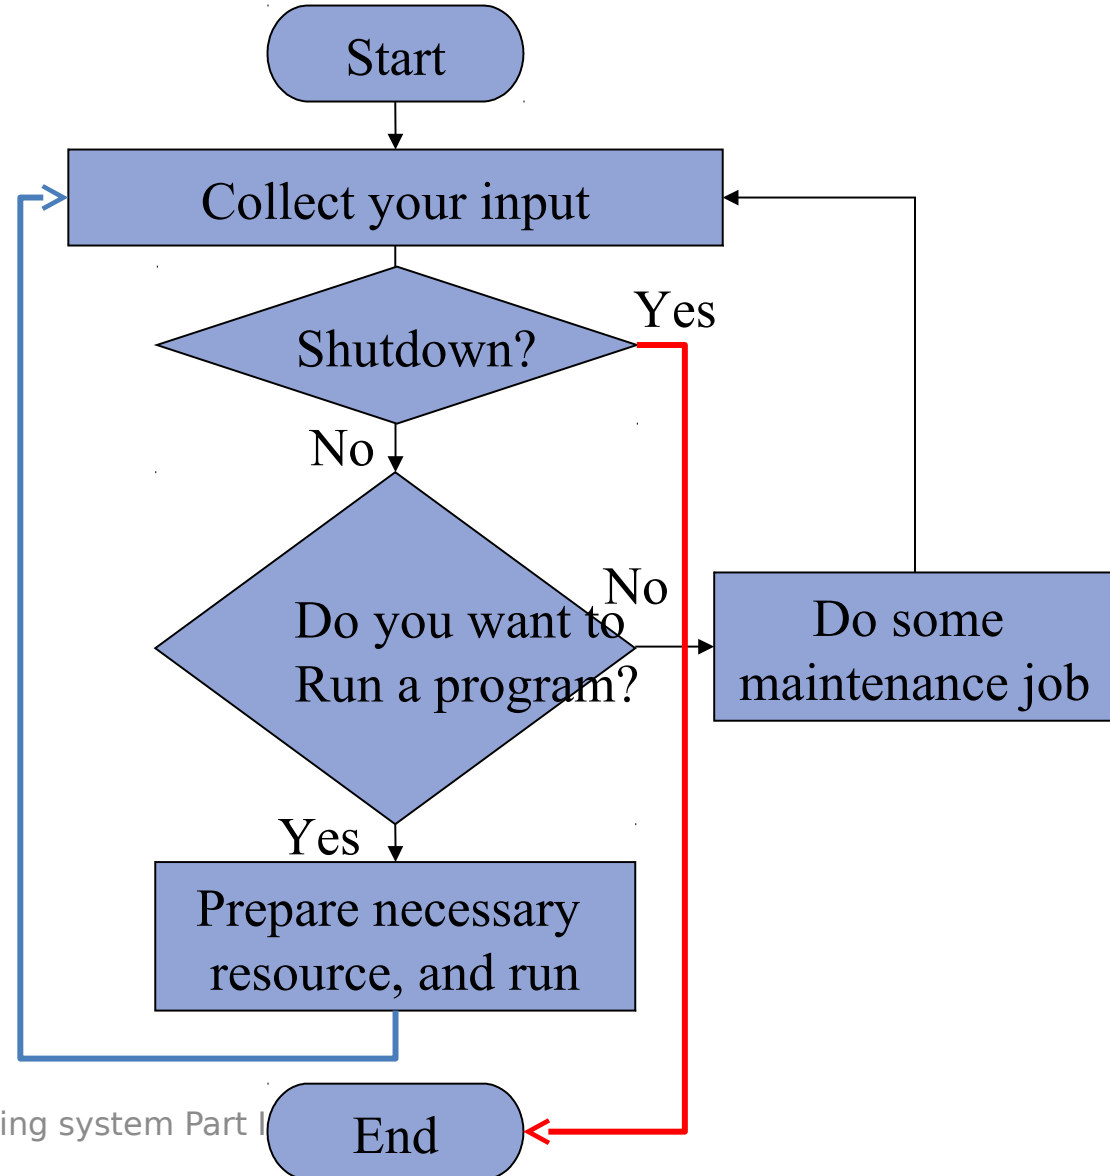 Start
Collect your input
Yes
Shutdown?
No
No
Do you want to
Run a program?
Do some
maintenance job
Yes
Prepare necessary
resource, and run
ing system Part I
End